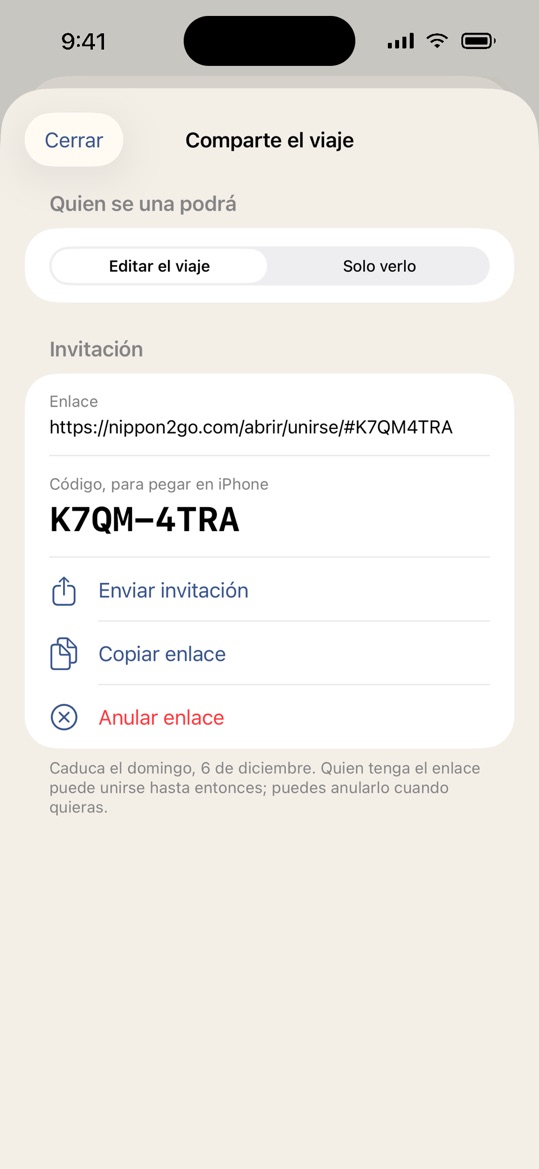 9:41
Cerrar
Comparte el viaje
Quien se una podrá
Editar el viaje
Solo verlo
Invitación
Enlace
https://nippon2go.com/abrir/unirse/#K7QM4TRA
Código, para pegar en iPhone
K7QM–4TRA
Enviar invitación
Copiar enlace
Anular enlace
Caduca el domingo, 6 de diciembre. Quien tenga el enlace
puede unirse hasta entonces; puedes anularlo cuando
quieras.